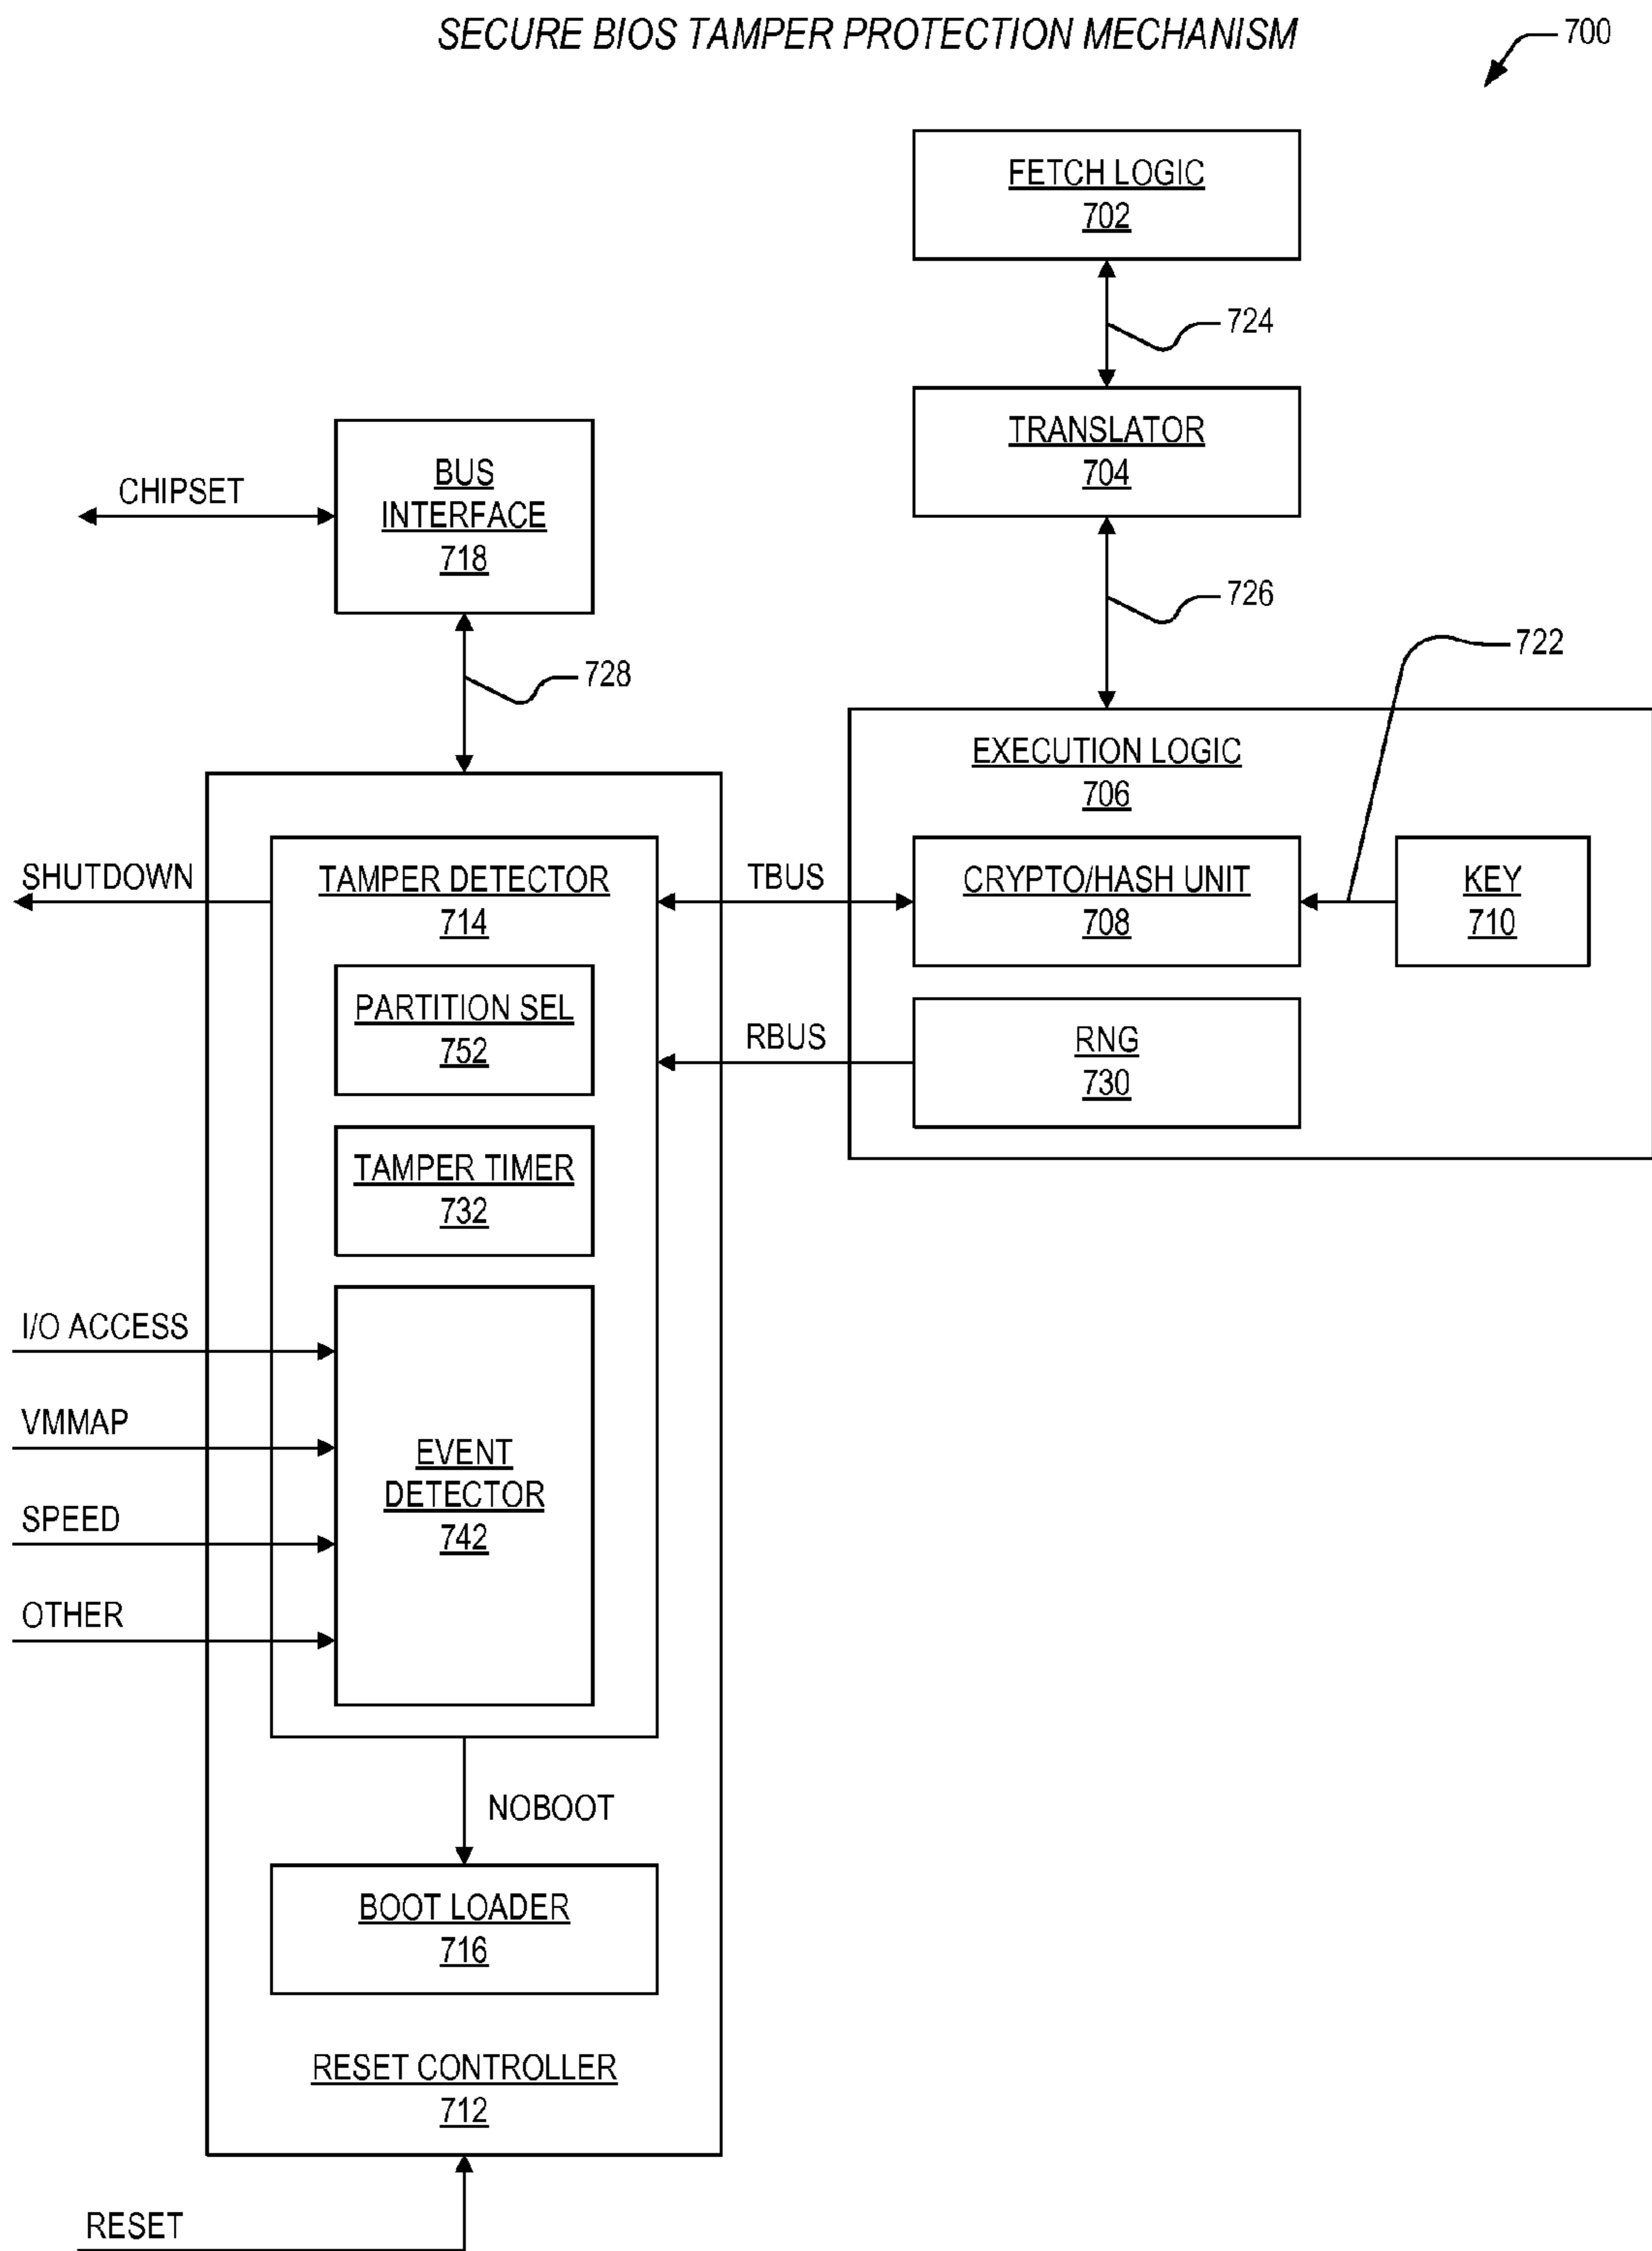 SECURE BIOS TAMPER PROTECTION MECHANISM
700
FETCH LOGIC
702
724
TRANSLATOR
704
CHIPSET
BUS
INTERFACE
718
726
722
728
EXECUTION LOGIC
706
SHUTDOWN
TAMPER DETECTOR
714
TBUS
CRYPTO/HASH UNIT
708
KEY
710
PARTITION SEL
752
RBUS
RNG
730
TAMPER TIMER
732
I/O ACCESS
VMMAP
SPEED
OTHER
EVENT
DETECTOR
742
NOBOOT
BOOT LOADER
716
RESET CONTROLLER
712
RESET